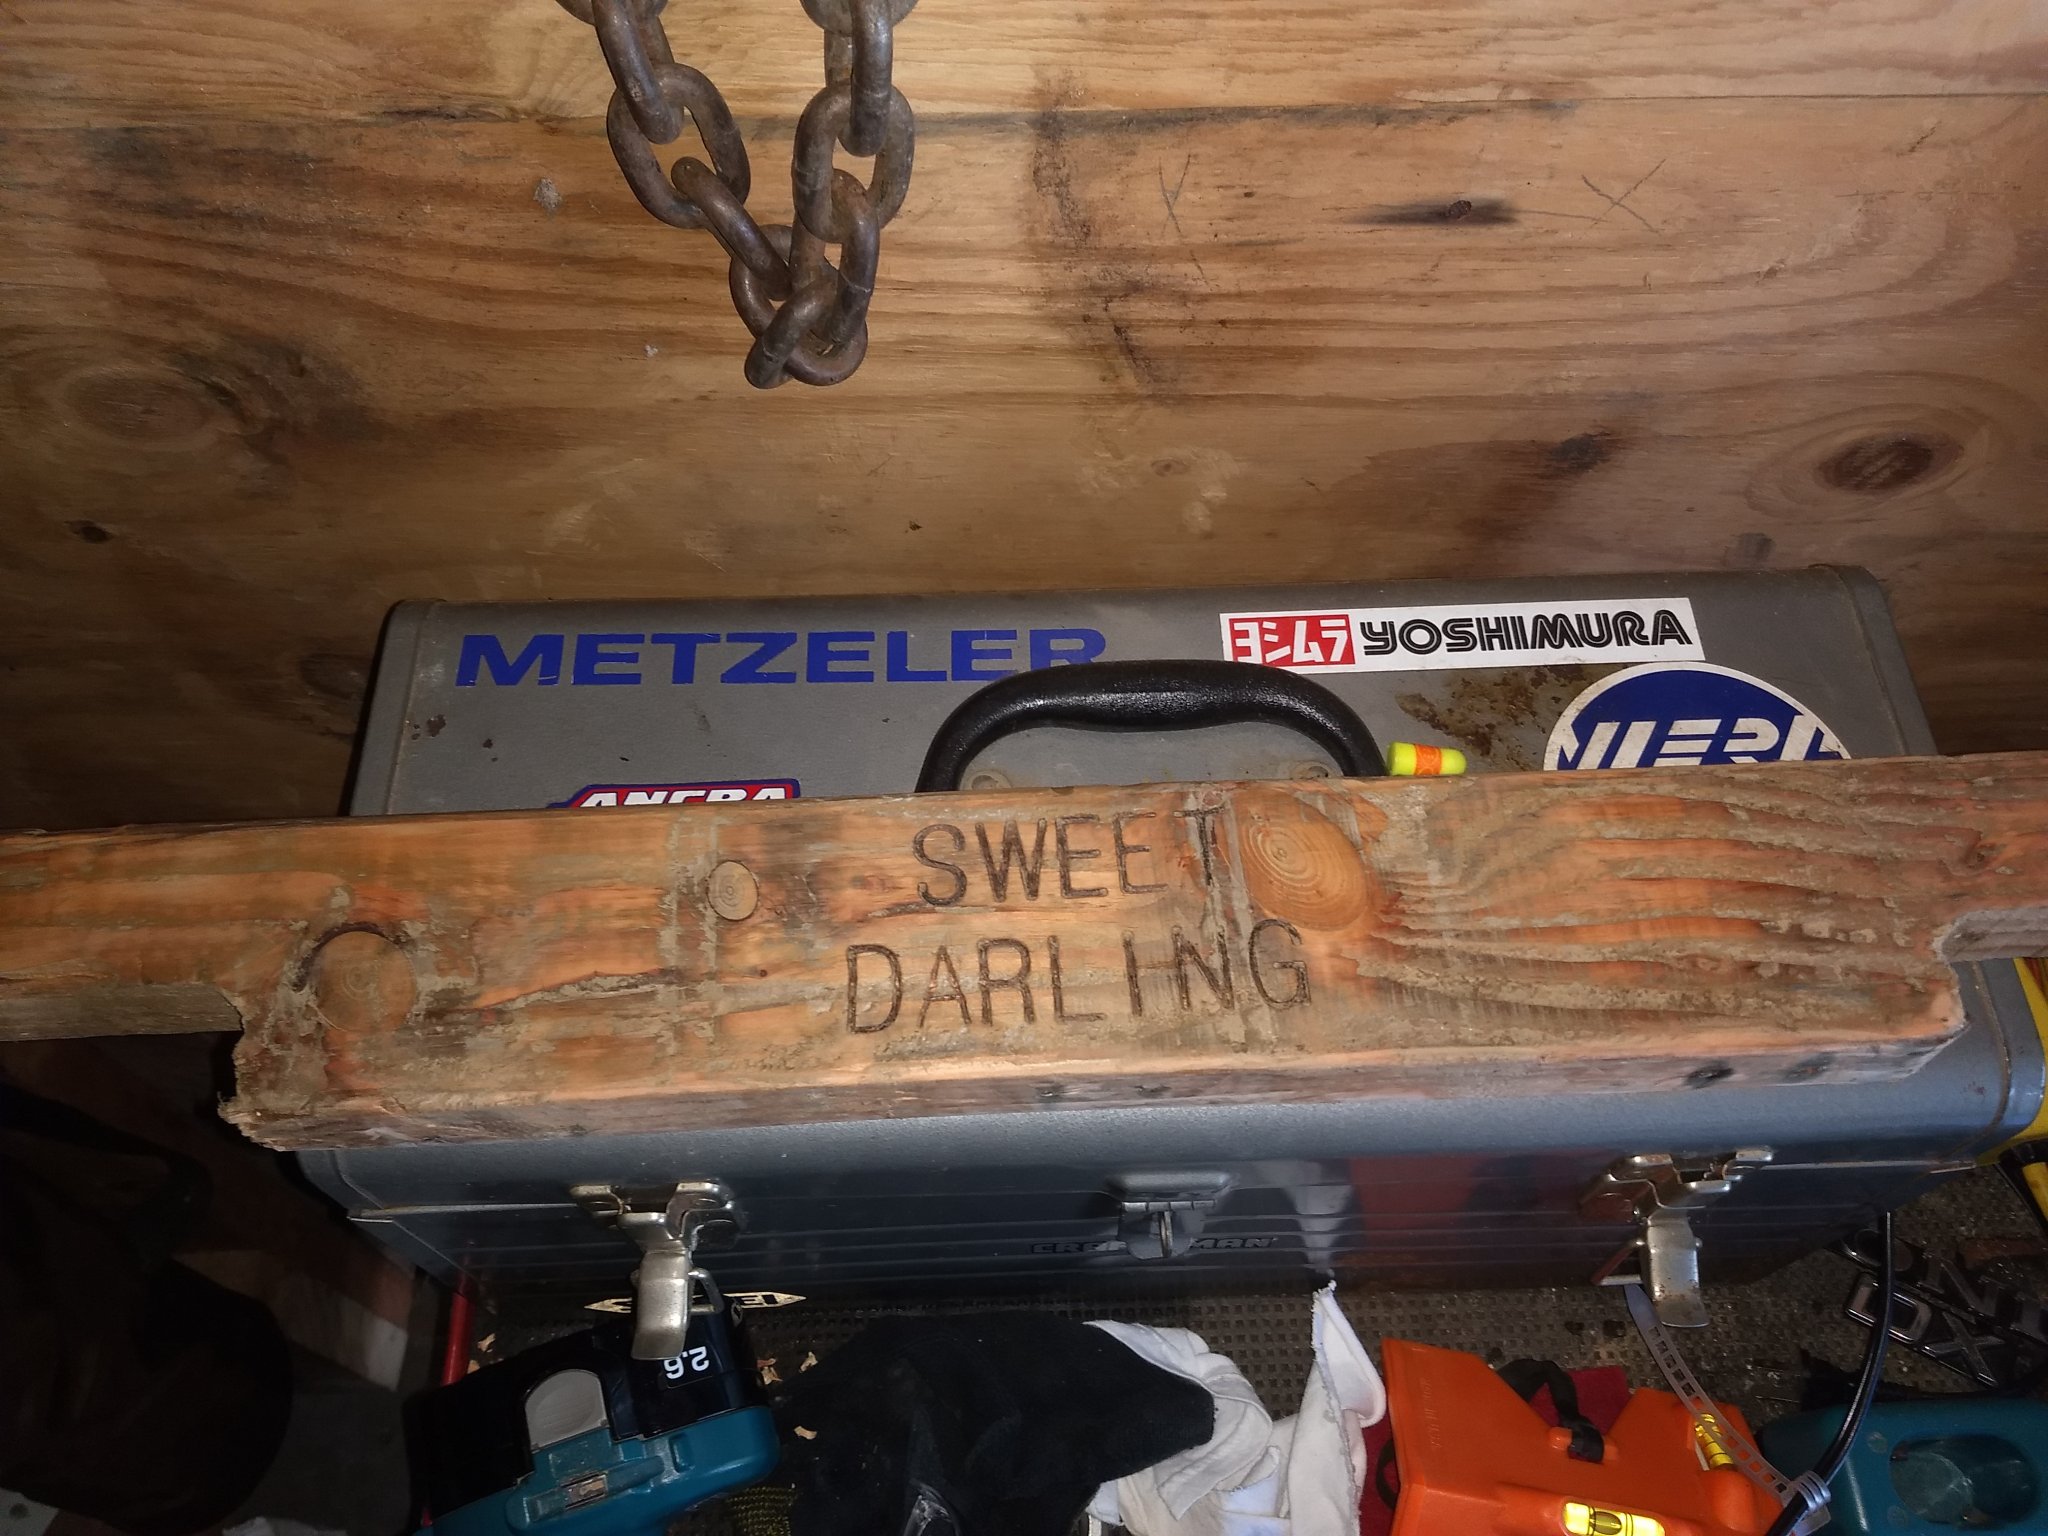 METZELER
ヨシムラ YOSHIMURA
SWEET
DARLING
2.6